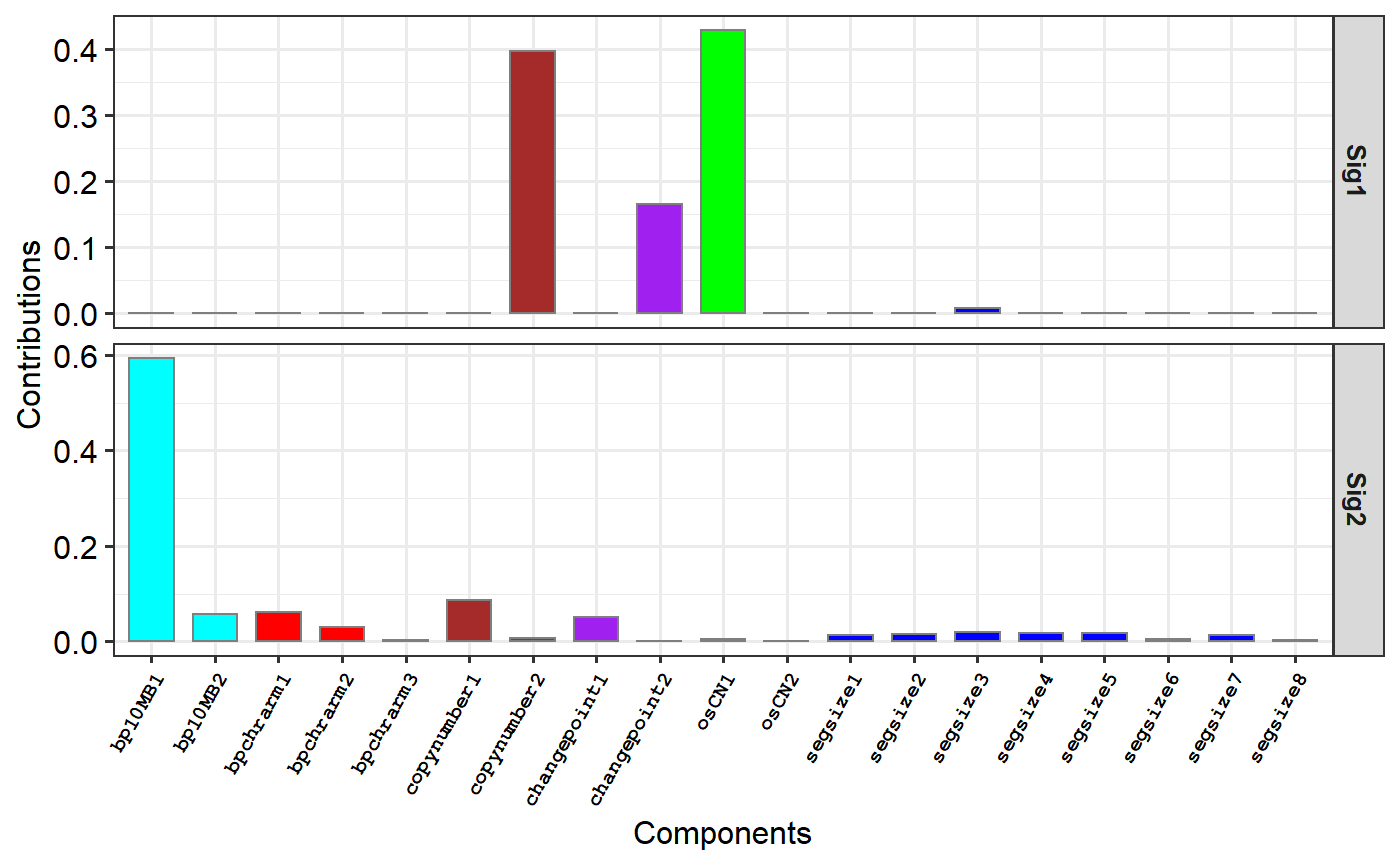 Contributions
0.4
0.3
0.2
0.1
0.0
Sig1
0.6
0.4
0.2
0.0
Sig2
bp10MB1
bp10MB2
bpchrarm1
bpchrarm2
bpchrarm3
copynumber1
copynumber2
changepoint1
changepoint2
osCN1
osCN2
segsize1
segsize2
segsize3
segsize4
segsize5
segsize6
segsize7
segsize8
Components